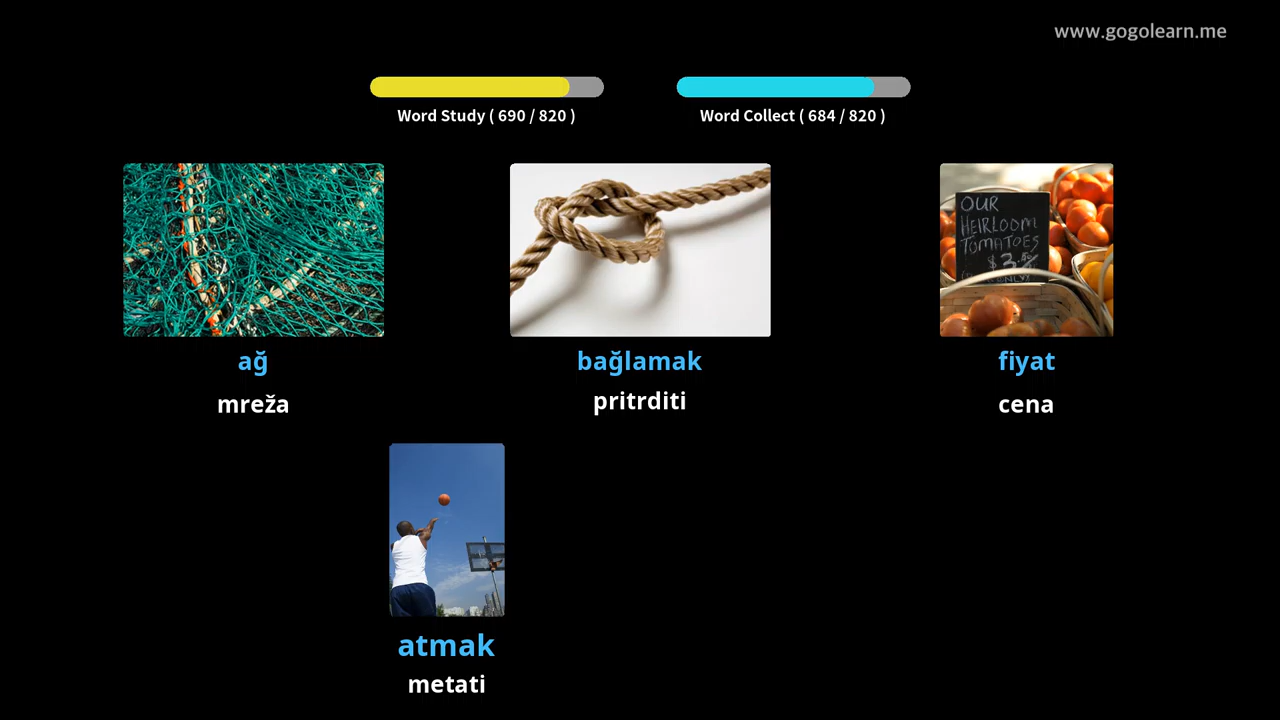 www.gogolearn.me
Word Study ( 690 / 820 )
Word Collect ( 684 / 820 )
OUR
HEIRLOOM
TOMATOES
ağ
mreža
bağlamak
pritrditi
fiyat
cena
atmak
metati